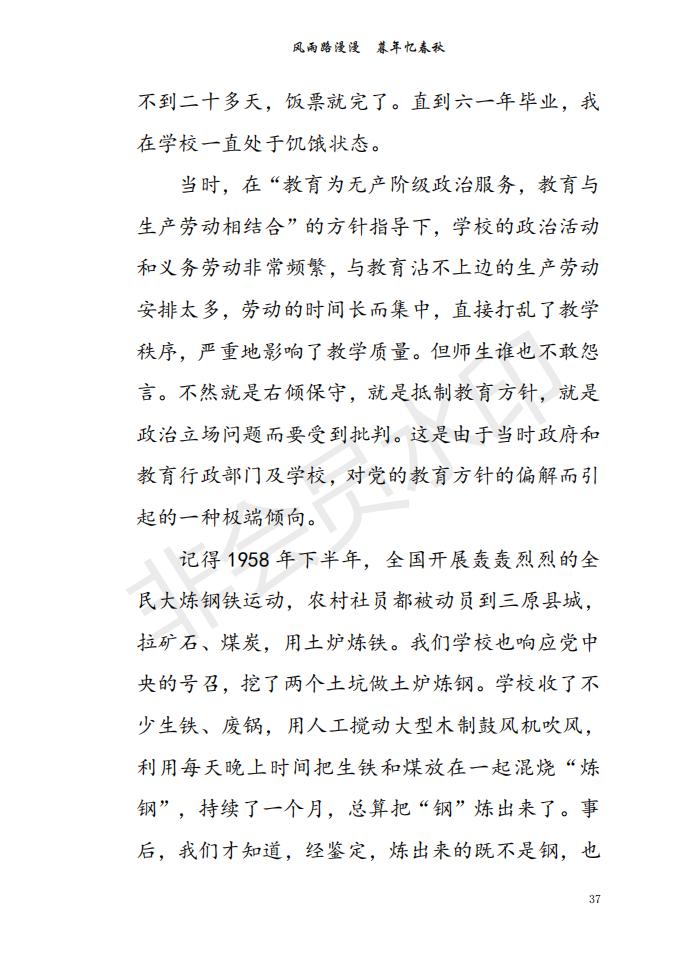 风雨路漫漫　暮年忆春秋
不到二十多天，饭票就完了。直到六一年毕业，我
在学校一直处于饥饿状态。
当时，在“教育为无产阶级政治服务，教育与
生产劳动相结合”的方针指导下，学校的政治活动
和义务劳动非常频繁，与教育沾不上边的生产劳动
安排太多，劳动的时间长而集中，直接打乱了教学
秩序，严重地影响了教学质量。但师生谁也不敢怨
言。不然就是右倾保守，就是抵制教育方针，就是
政治立场问题而要受到批判。这是由于当时政府和
教育行政部门及学校，对党的教育方针的偏解而引
起的一种极端倾向。
记得 1958 年下半年，全国开展轰轰烈烈的全
民大炼钢铁运动，农村社员都被动员到三原县城，
拉矿石、煤炭，用土炉炼铁。我们学校也响应党中
央的号召，挖了两个土坑做土炉炼钢。学校收了不
少生铁、废锅，用人工搅动大型木制鼓风机吹风，
利用每天晚上时间把生铁和煤放在一起混烧“炼
钢”，持续了一个月，总算把“钢”炼出来了。事
后，我们才知道，经鉴定，炼出来的既不是钢，也
37
非会员水印